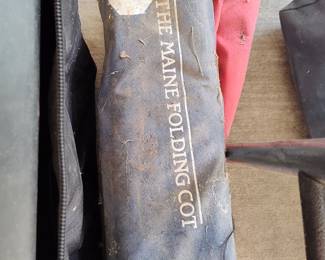 THE MAINE FOLDING COT